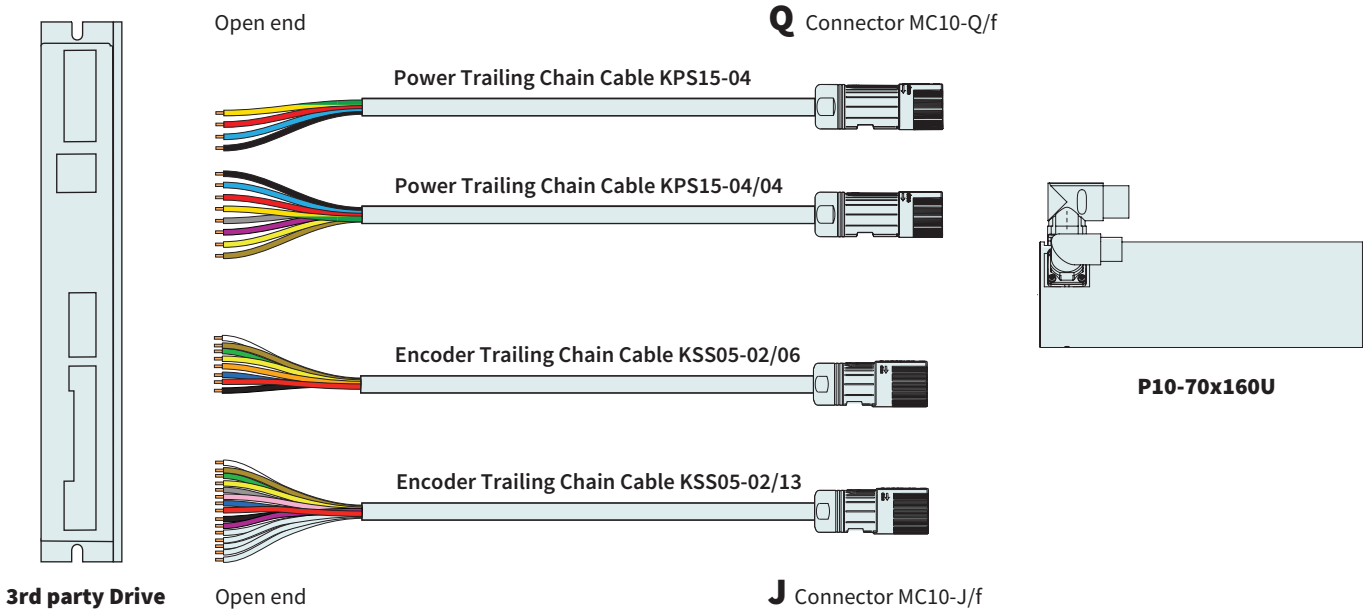 Open end
Q Connector MC10-Q/f
Power Trailing Chain Cable KPS15-04
Power Trailing Chain Cable KPS15-04/04
Encoder Trailing Chain Cable KSS05-02/06
P10-70x160U
Encoder Trailing Chain Cable KSS05-02/13
3rd party Drive
Open end
J Connector MC10-J/f